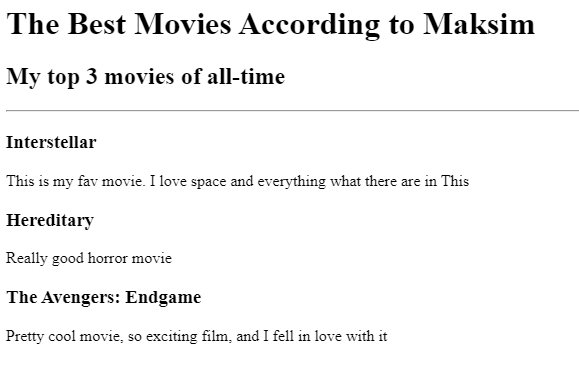 The Best Movies According to Maksim
My top 3 movies of all-time
Interstellar
This is my fav movie. I love space and everything what there are in This
Hereditary
Really good horror movie
The Avengers: Endgame
Pretty cool movie, so exciting film, and I fell in love with it